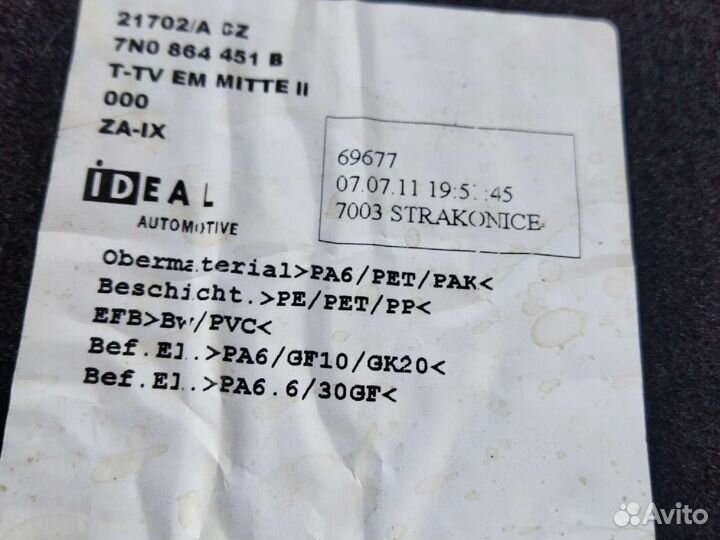 21702/A CZ
7N0 864 451 B
T-TV EM MITTE II
000
ZA-IX
69677
07.07.11 19:5 :45
7003 STRAKONICE
iDEAL
AUTOMOTIVE
Obermaterial>PA6/PET/PAK<
Beschicht.>PE/PET/PP<
EFB>Bw/PVC<
Bef.El.>PA6/GF10/GK20<
Bef.El.>PA6.6/30GF<
Avito